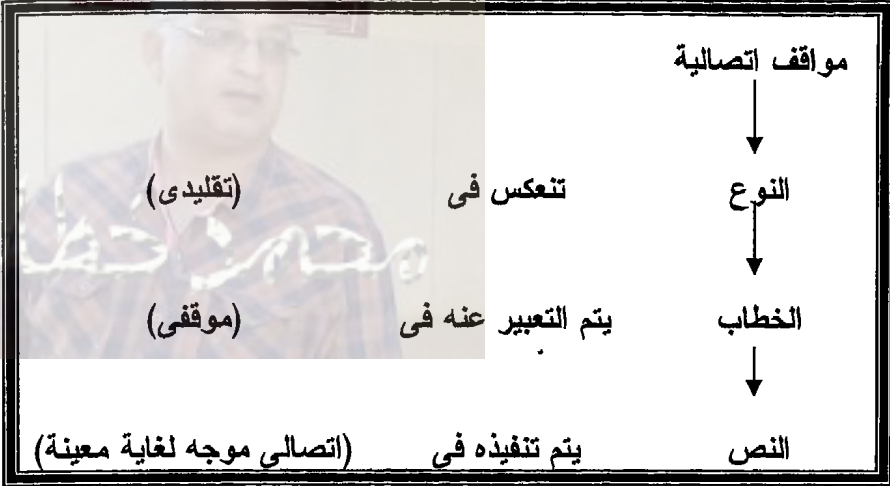 مواقف اتصالية
النوع تنعكس فى (تقليدى)
الخطاب يتم التعبير عنه فى (موقفى)
النص يتم تنفيذه فى (اتصالى موجه لغاية معينة)